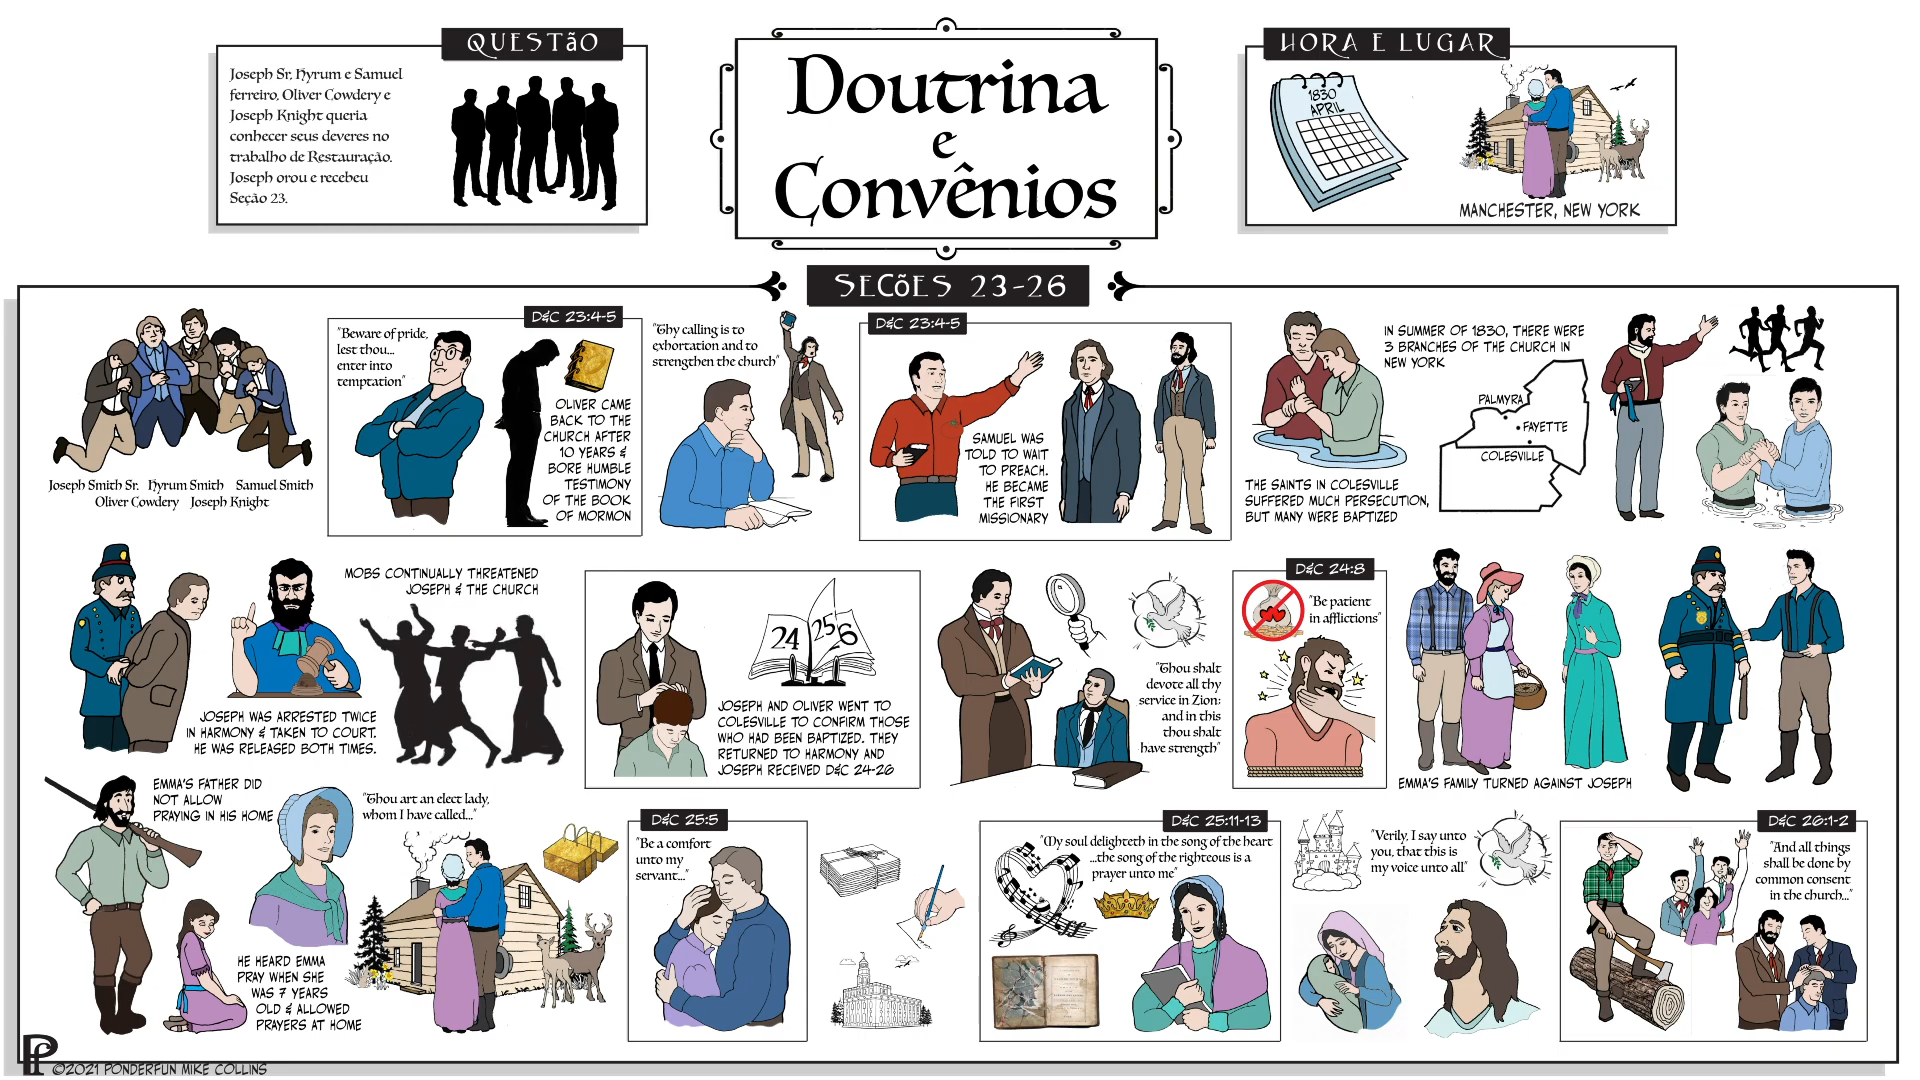 QUESTÃO
Joseph Sr, Hyrum e Samuel
ferreiro, Oliver Cowdery e
Joseph Knight queria
conhecer seus deveres no
trabalho de Restauração.
Joseph orou e recebeu
Seção 23.
Doutrina
e
Convênios
HORA E LUGAR
1830
APRIL
MANCHESTER, NEW YORK
SECÕES 23-26
Joseph Smith Sr. Hyrum Smith Samuel Smith
Oliver Cowdery Joseph Knight
D&C 23:4-5
"Beware of pride,
lest thou...
enter into
temptation"
OLIVER CAME
BACK TO THE
CHURCH AFTER
10 YEARS &
BORE HUMBLE
TESTIMONY
OF THE BOOK
OF MORMON
"Thy calling is to
exhortation and to
strengthen the church"
D&C 23:4-5
SAMUEL WAS
TOLD TO WAIT
TO PREACH.
HE BECAME
THE FIRST
MISSIONARY
THE SAINTS IN COLESVILLE
SUFFERED MUCH PERSECUTION,
BUT MANY WERE BAPTIZED
IN SUMMER OF 1830, THERE WERE
3 BRANCHES OF THE CHURCH IN
NEW YORK
PALMYRA
FAYETTE
COLESVILLE
JOSEPH WAS ARRESTED TWICE
IN HARMONY & TAKEN TO COURT.
HE WAS RELEASED BOTH TIMES.
MOBS CONTINUALLY THREATENED
JOSEPH & THE CHURCH
24 25 26
JOSEPH AND OLIVER WENT TO
COLESVILLE TO CONFIRM THOSE
WHO HAD BEEN BAPTIZED. THEY
RETURNED TO HARMONY AND
JOSEPH RECEIVED D&C 24-26
"Thou shalt
devote all thy
service in Zion;
and in this
thou shalt
have strength"
D&C 24:8
"Be patient
in afflictions"
EMMA'S FAMILY TURNED AGAINST JOSEPH
EMMA'S FATHER DID
NOT ALLOW
PRAYING IN HIS HOME
HE HEARD EMMA
PRAY WHEN SHE
WAS 7 YEARS
OLD & ALLOWED
PRAYERS AT HOME
"Thou art an elect lady,
whom I have called..."
D&C 25:5
"Be a comfort
unto my
servant..."
D&C 25:11-13
"My soul delighteth in the song of the heart
...the song of the righteous is a
prayer unto me"
"Verily, I say unto
you, that this is
my voice unto all"
D&C 26:1-2
"And all things
shall be done by
common consent
in the church..."
Pf ©2021 PONDERFUN MIKE COLLINS